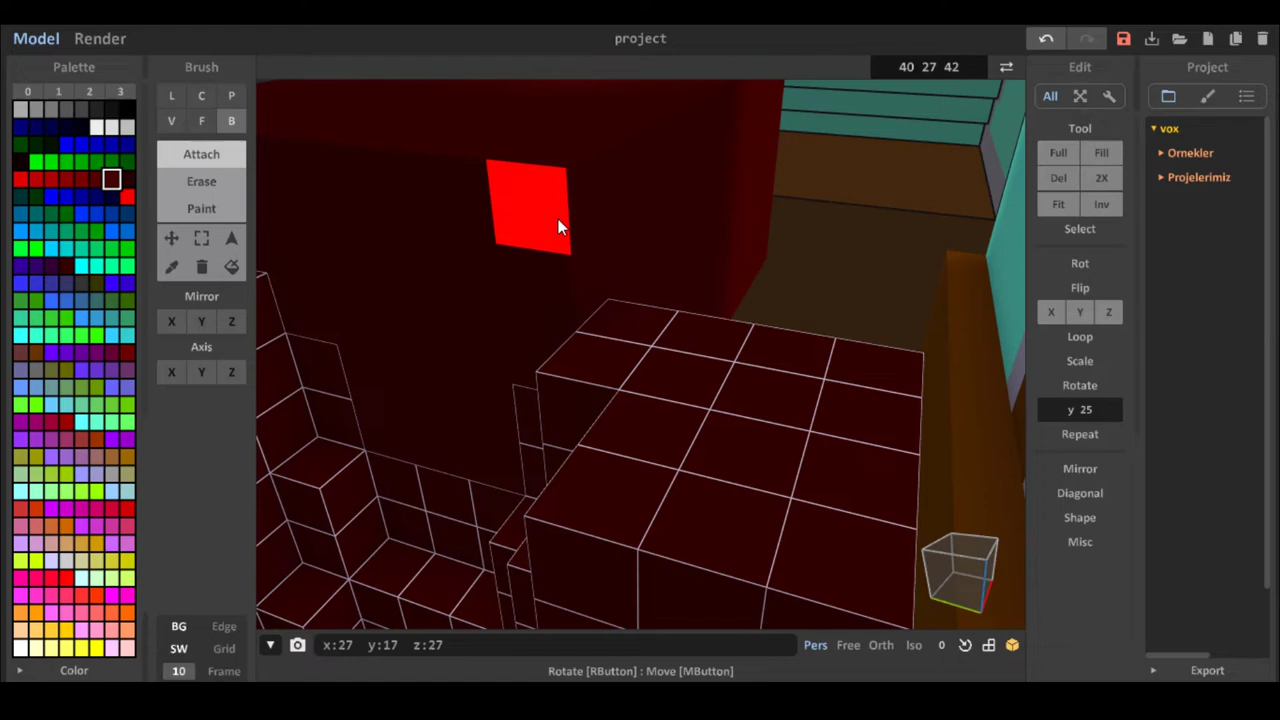 Model Render project
Palette Brush 40 27 42 Edit Project
0 1 2 3 L C P All
V F B
Attach Tool vox
Erase Full Fill Ornekler
Paint Del 2X Projelerimiz
Fit Inv
Select
Rot
Mirror Flip
X Y Z X Y Z
Axis Loop
X Y Z Scale
Rotate
y 25
Repeat
Mirror
Diagonal
Shape
Misc
BG Edge
SW Grid x:27 y:17 z:27 Pers Free Orth Iso 0
Color 10 Frame Rotate [RButton] : Move [MButton] Export